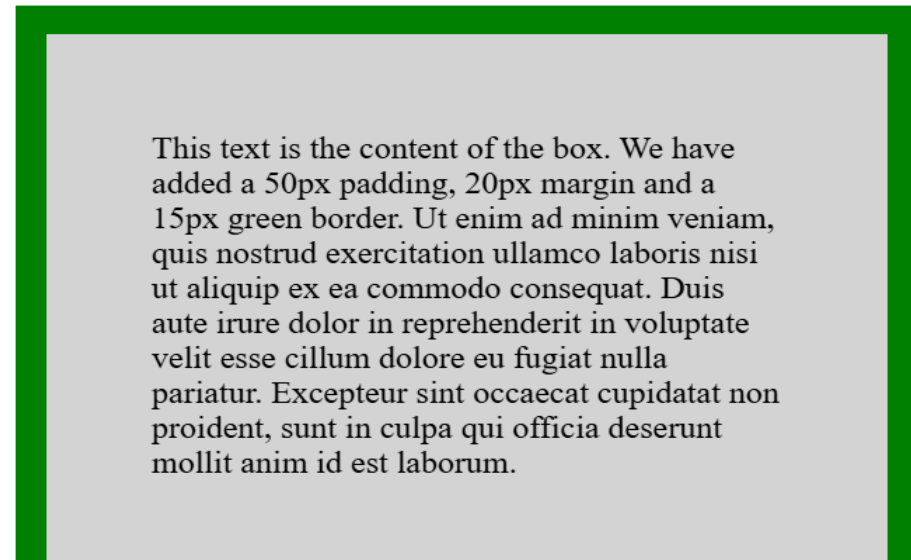 This text is the content of the box. We have
added a 50px padding, 20px margin and a
15px green border. Ut enim ad minim veniam,
quis nostrud exercitation ullamco laboris nisi
ut aliquip ex ea commodo consequat. Duis
aute irure dolor in reprehenderit in voluptate
velit esse cillum dolore eu fugiat nulla
pariatur. Excepteur sint occaecat cupidatat non
proident, sunt in culpa qui officia deserunt
mollit anim id est laborum.